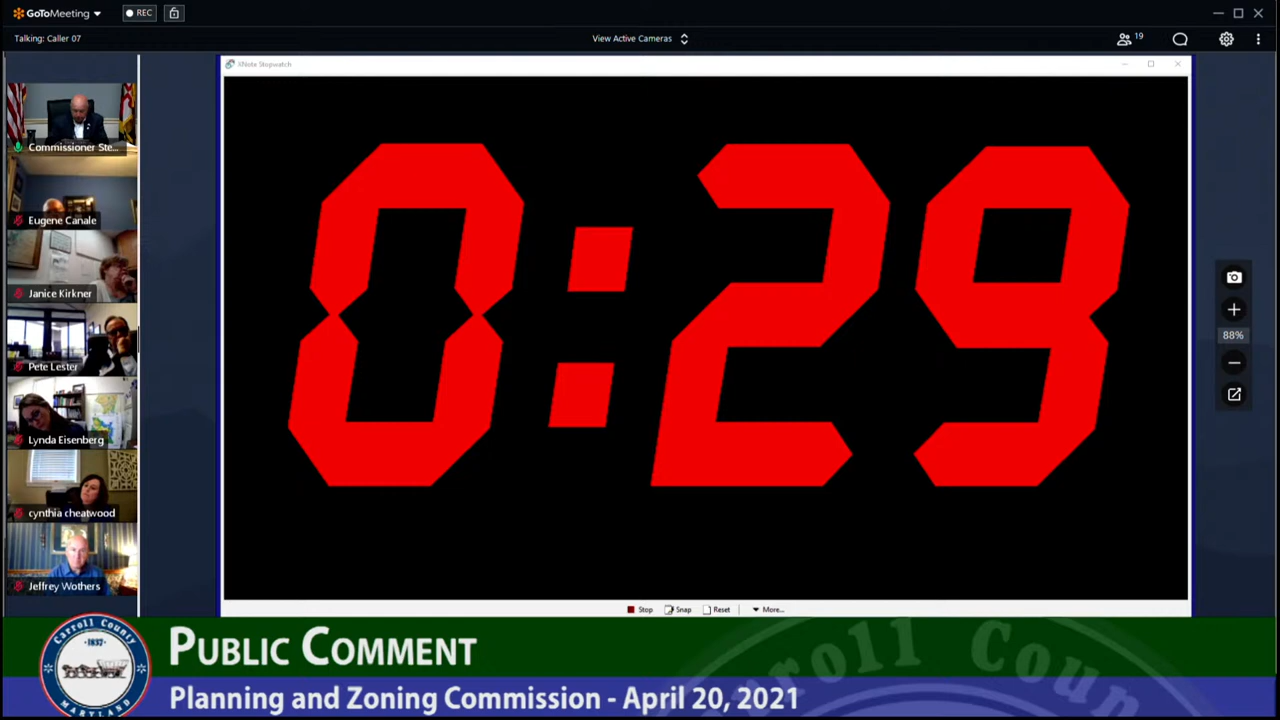 GoToMeeting
REC
Talking: Caller 07
View Active Cameras
19
XNote Stopwatch
0:29
Commissioner Ste...
Eugene Canale
Janice Kirkner
Pete Lester
Lynda Eisenberg
cynthia cheatwood
Jeffrey Wothers
88%
Stop
Snap
Reset
More...
CARROLL COUNTY
1837
MARYLAND
PUBLIC COMMENT
Planning and Zoning Commission - April 20, 2021
Carroll Coun